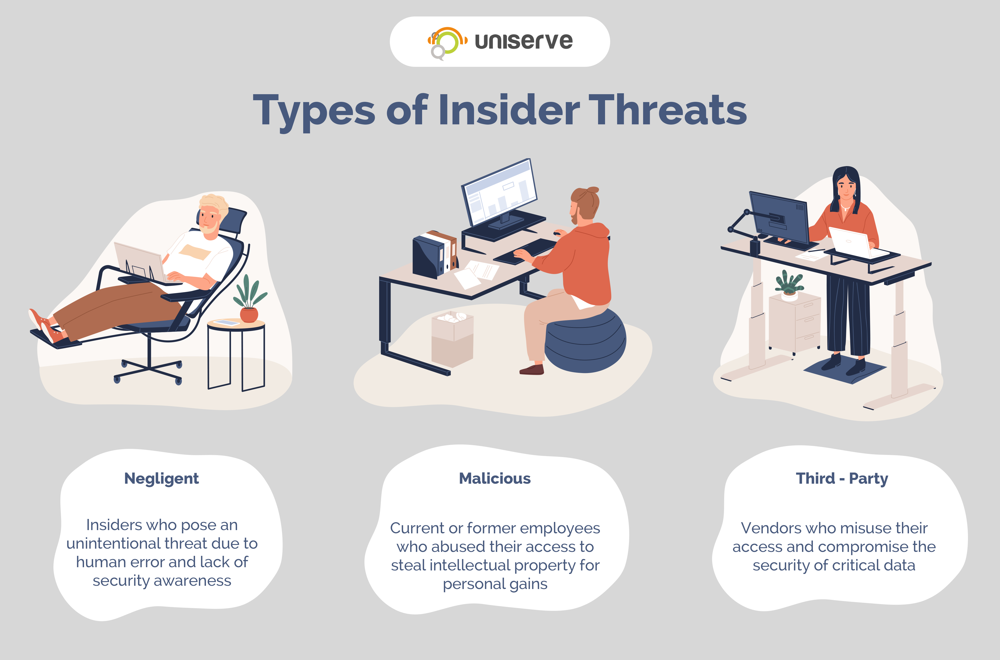 uniserve
Types of Insider Threats
Negligent
Insiders who pose an
unintentional threat due to
human error and lack of
security awareness
Malicious
Current or former employees
who abused their access to
steal intellectual property for
personal gains
Third - Party
Vendors who misuse their
access and compromise the
security of critical data